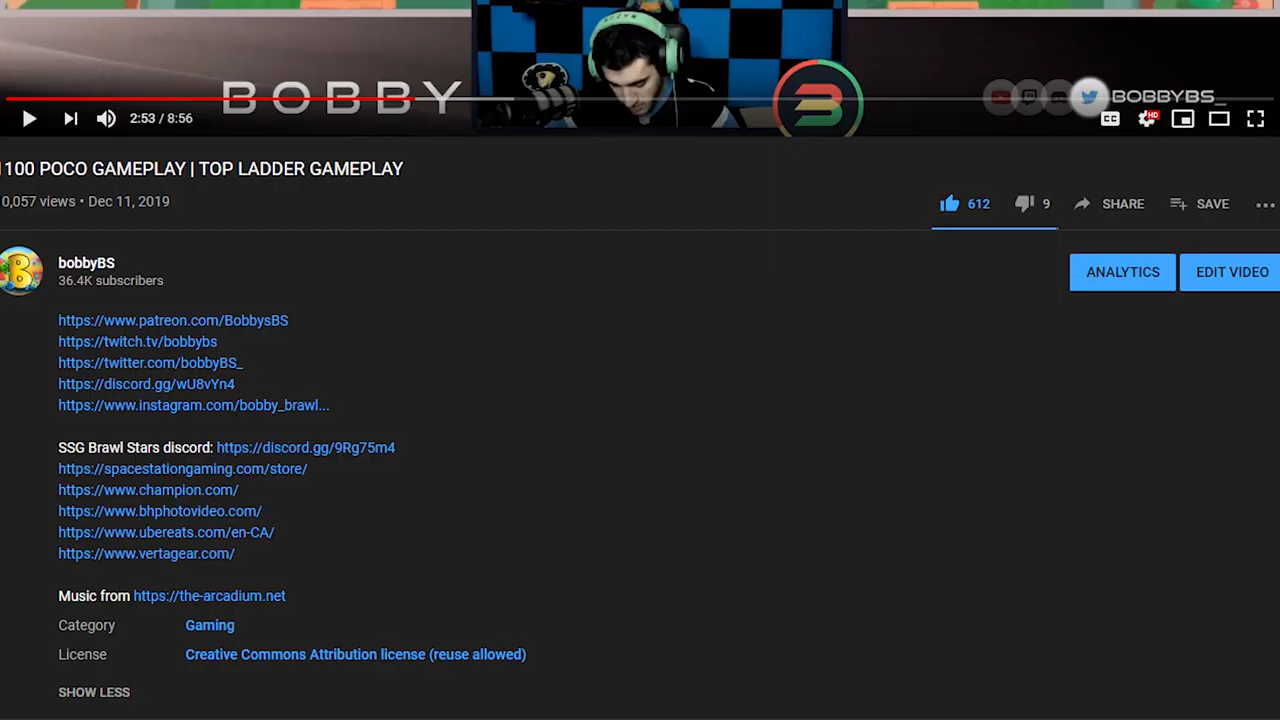 BOBBY
BOBBYBS_
2:53 / 8:56
HD
100 POCO GAMEPLAY | TOP LADDER GAMEPLAY
0,057 views • Dec 11, 2019
612
9
SHARE
SAVE
bobbyBS
36.4K subscribers
ANALYTICS
EDIT VIDEO
https://www.patreon.com/BobbysBS
https://twitch.tv/bobbybs
https://twitter.com/bobbyBS_
https://discord.gg/wU8vYn4
https://www.instagram.com/bobby_brawl...
SSG Brawl Stars discord: https://discord.gg/9Rg75m4
https://spacestationgaming.com/store/
https://www.champion.com/
https://www.bhphotovideo.com/
https://www.ubereats.com/en-CA/
https://www.vertagear.com/
Music from https://the-arcadium.net
Category Gaming
License Creative Commons Attribution license (reuse allowed)
SHOW LESS